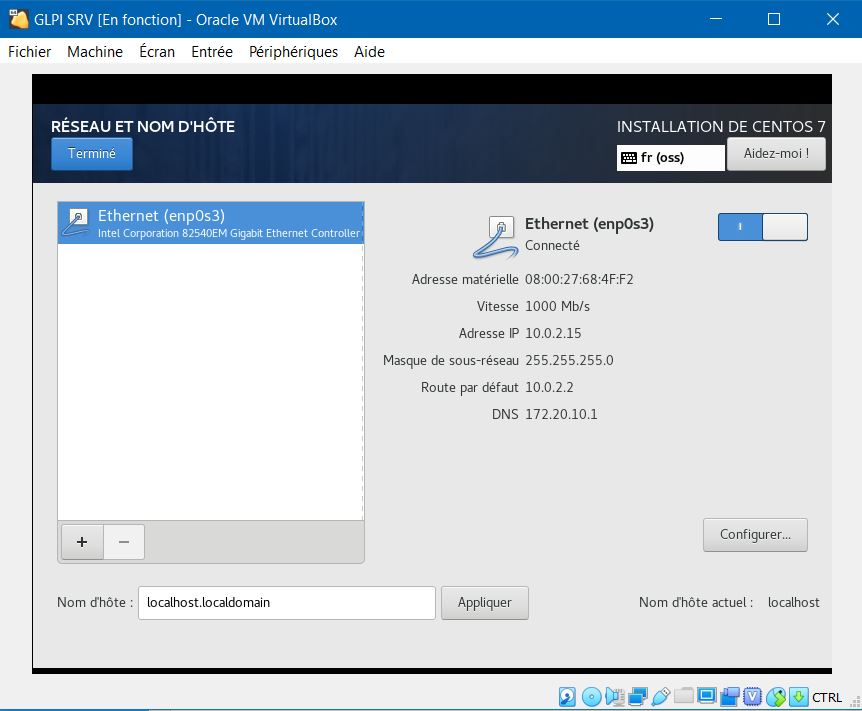 GLPI SRV [En fonction] - Oracle VM VirtualBox
Fichier Machine Écran Entrée Périphériques Aide
RÉSEAU ET NOM D'HÔTE
INSTALLATION DE CENTOS 7
Terminé
fr (oss)
Aidez-moi !
Ethernet (enp0s3)
Intel Corporation 82540EM Gigabit Ethernet Controller
Ethernet (enp0s3)
Connecté
Adresse matérielle 08:00:27:68:4F:F2
Vitesse 1000 Mb/s
Adresse IP 10.0.2.15
Masque de sous-réseau 255.255.255.0
Route par défaut 10.0.2.2
DNS 172.20.10.1
+ −
Configurer...
Nom d'hôte : localhost.localdomain Appliquer Nom d'hôte actuel : localhost
CTRL